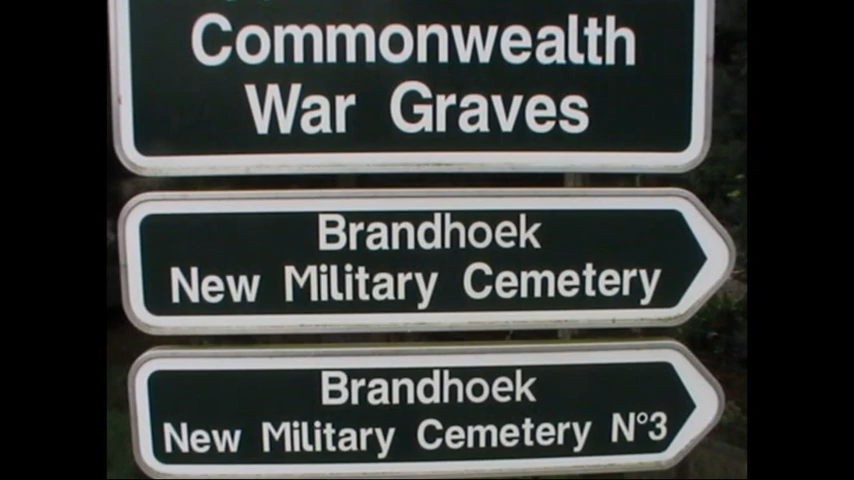 Commonwealth
War Graves
Brandhoek
New Military Cemetery
Brandhoek
New Military Cemetery N°3